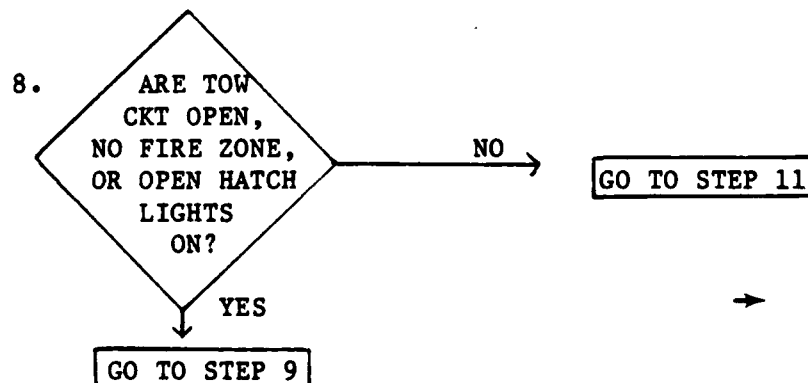 8.
ARE TOW
CKT OPEN,
NO FIRE ZONE,
OR OPEN HATCH
LIGHTS
ON?
NO
GO TO STEP 11
YES
GO TO STEP 9